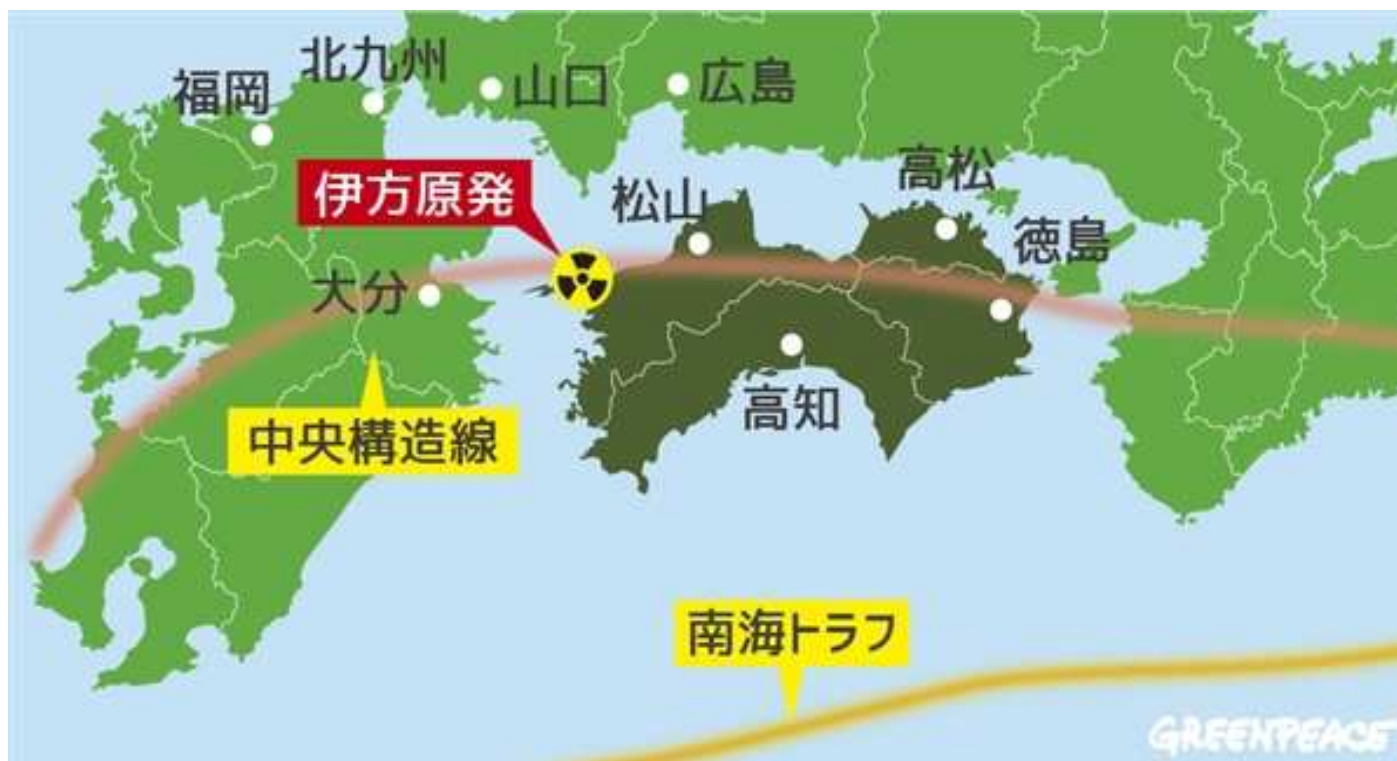 北九州
福岡
山口
広島
伊方原発
松山
高松
徳島
大分
中央構造線
高知
南海トラフ
GREENPEACE